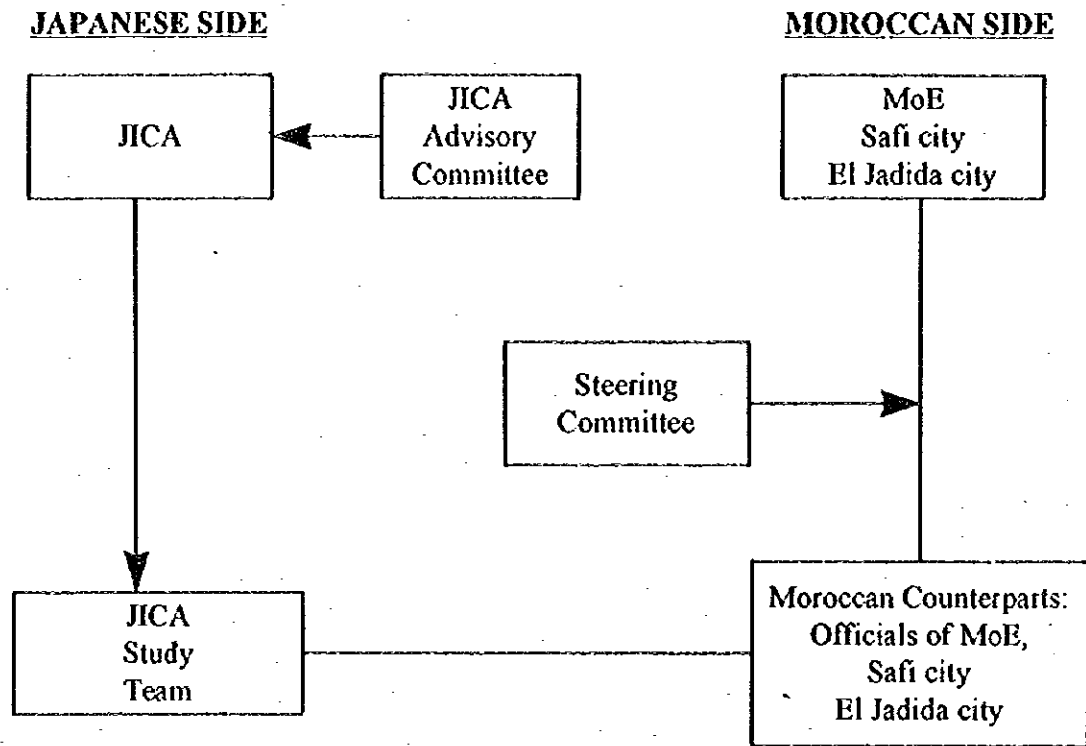 JAPANESE SIDE
MOROCCAN SIDE
JICA
JICA
Advisory
Committee
MoE
Safi city
El Jadida city
Steering
Committee
JICA
Study
Team
Moroccan Counterparts:
Officials of MoE,
Safi city
El Jadida city